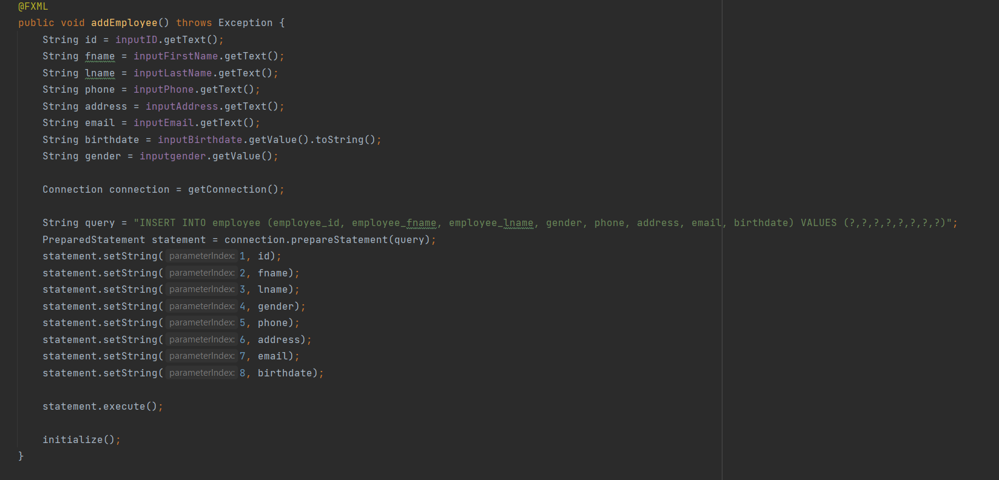 @FXML
public void addEmployee() throws Exception {
String id = inputID.getText();
String fname = inputFirstName.getText();
String lname = inputLastName.getText();
String phone = inputPhone.getText();
String address = inputAddress.getText();
String email = inputEmail.getText();
String birthdate = inputBirthdate.getValue().toString();
String gender = inputgender.getValue();
Connection connection = getConnection();
String query = "INSERT INTO employee (employee_id, employee_fname, employee_lname, gender, phone, address, email, birthdate) VALUES (?,?,?,?,?,?,?,?)";
PreparedStatement statement = connection.prepareStatement(query);
statement.setString( parameterIndex: 1, id);
statement.setString( parameterIndex: 2, fname);
statement.setString( parameterIndex: 3, lname);
statement.setString( parameterIndex: 4, gender);
statement.setString( parameterIndex: 5, phone);
statement.setString( parameterIndex: 6, address);
statement.setString( parameterIndex: 7, email);
statement.setString( parameterIndex: 8, birthdate);
statement.execute();
initialize();
}